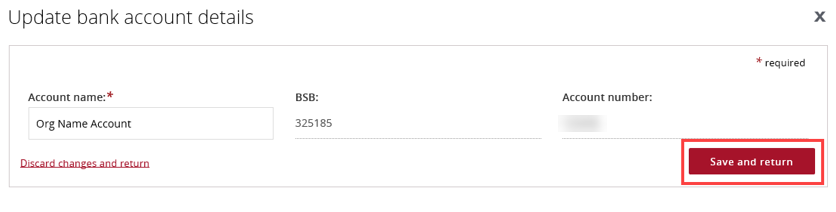 Update bank account details
X
* required
Account name:*
BSB:
Account number:
Org Name Account
325185
Discard changes and return
Save and return